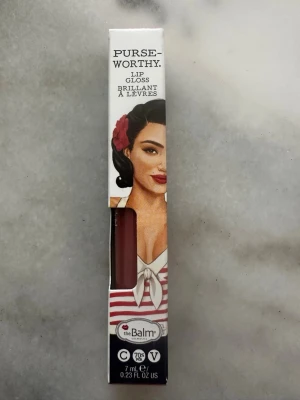 PURSE-
WORTHY.
LIP
GLOSS
BRILLANT
À LÈVRES
theBalm
C
V
7 mL e /
0.23 FL OZ US